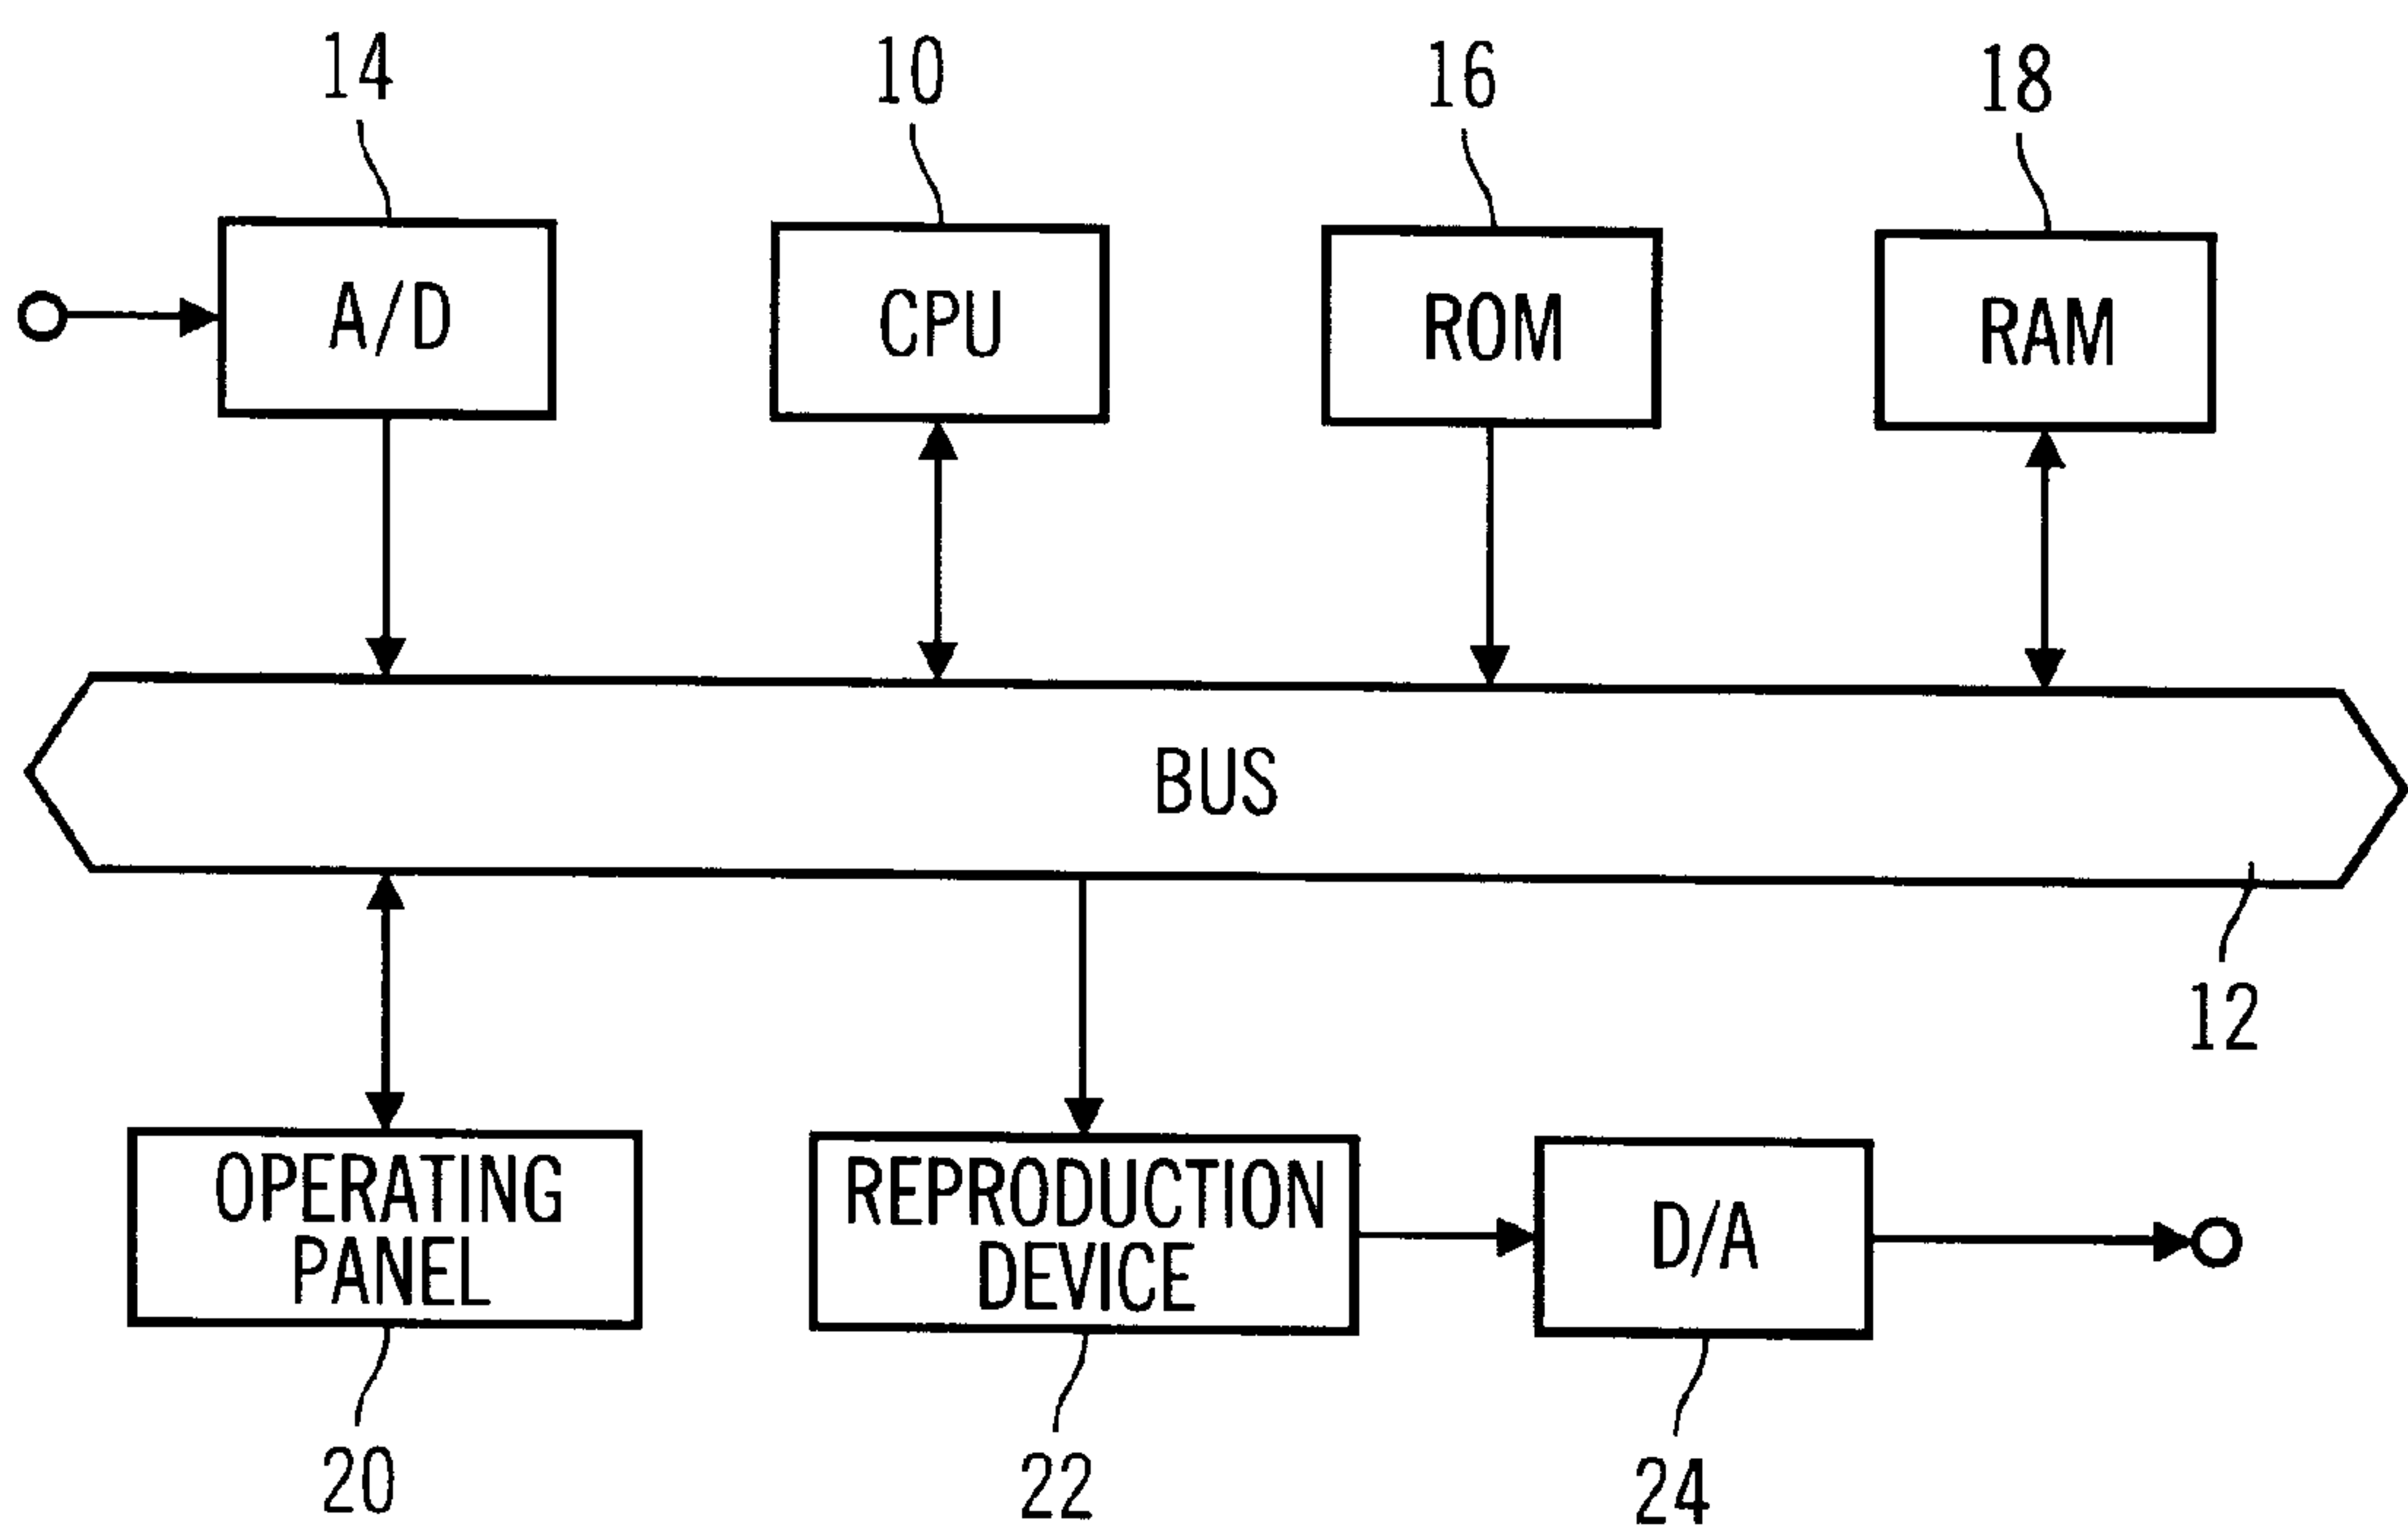 14
10
16
18
A/D
CPU
ROM
RAM
BUS
12
OPERATING
PANEL
REPRODUCTION
DEVICE
D/A
20
22
24